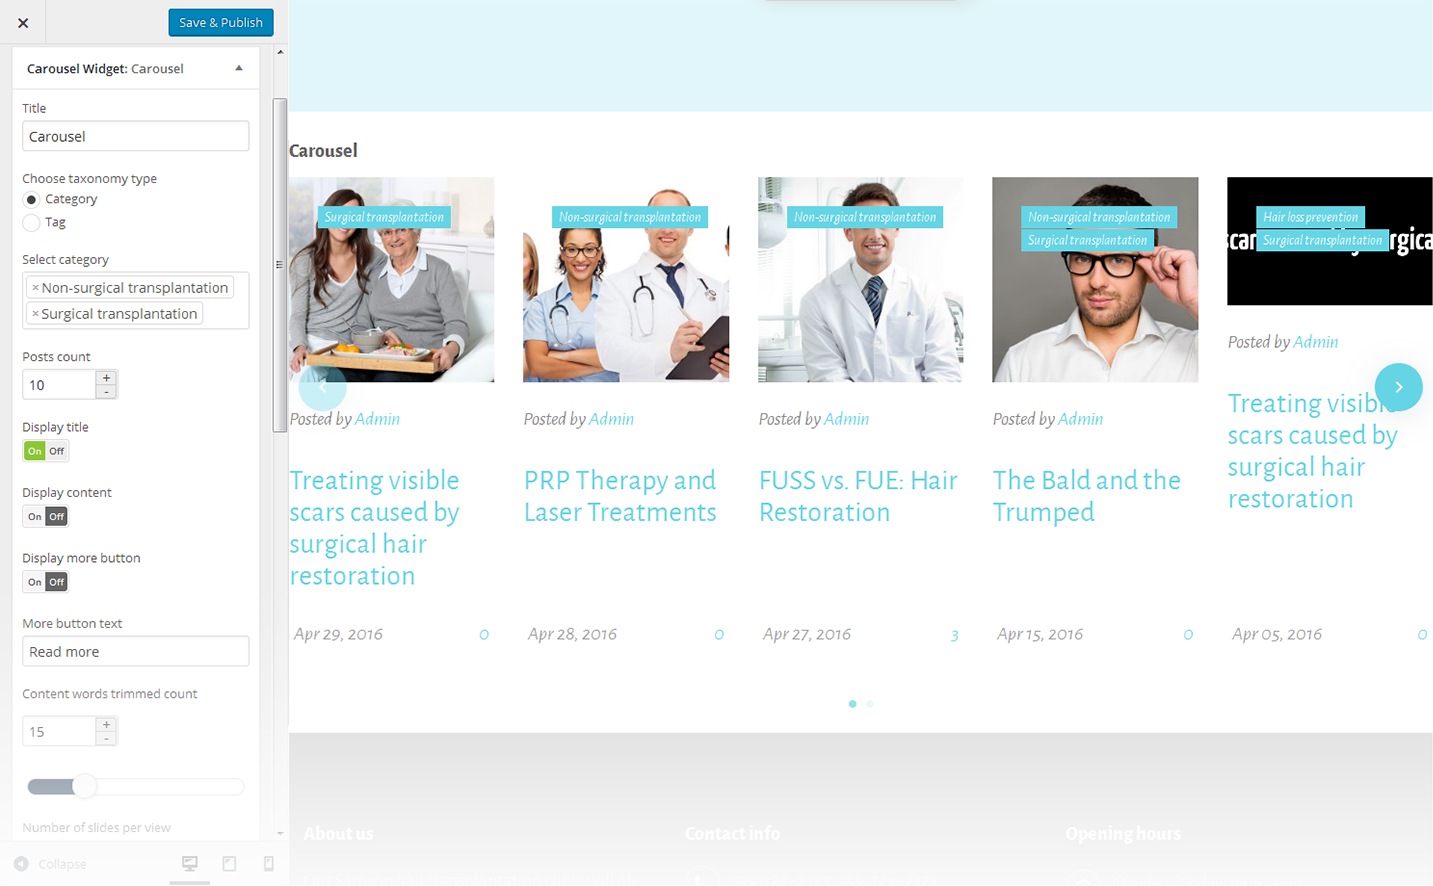 Save & Publish
Carousel Widget: Carousel
Title
Carousel
Choose taxonomy type
Category
Tag
Select category
× Non-surgical transplantation
× Surgical transplantation
Posts count
10
+
-
Display title
On Off
Display content
On Off
Display more button
On Off
More button text
Read more
Content words trimmed count
15
+
-
Number of slides per view
Collapse
Carousel
Surgical transplantation
Posted by Admin
Treating visible
scars caused by
surgical hair
restoration
Apr 29, 2016 0
Non-surgical transplantation
Posted by Admin
PRP Therapy and
Laser Treatments
Apr 28, 2016 0
Non-surgical transplantation
Posted by Admin
FUSS vs. FUE: Hair
Restoration
Apr 27, 2016 3
Non-surgical transplantation
Surgical transplantation
Posted by Admin
The Bald and the
Trumped
Apr 15, 2016 0
Hair loss prevention
Surgical transplantation
Posted by Admin
Treating visible
scars caused by
surgical hair
restoration
Apr 05, 2016 0
About us
Contact info
Opening hours